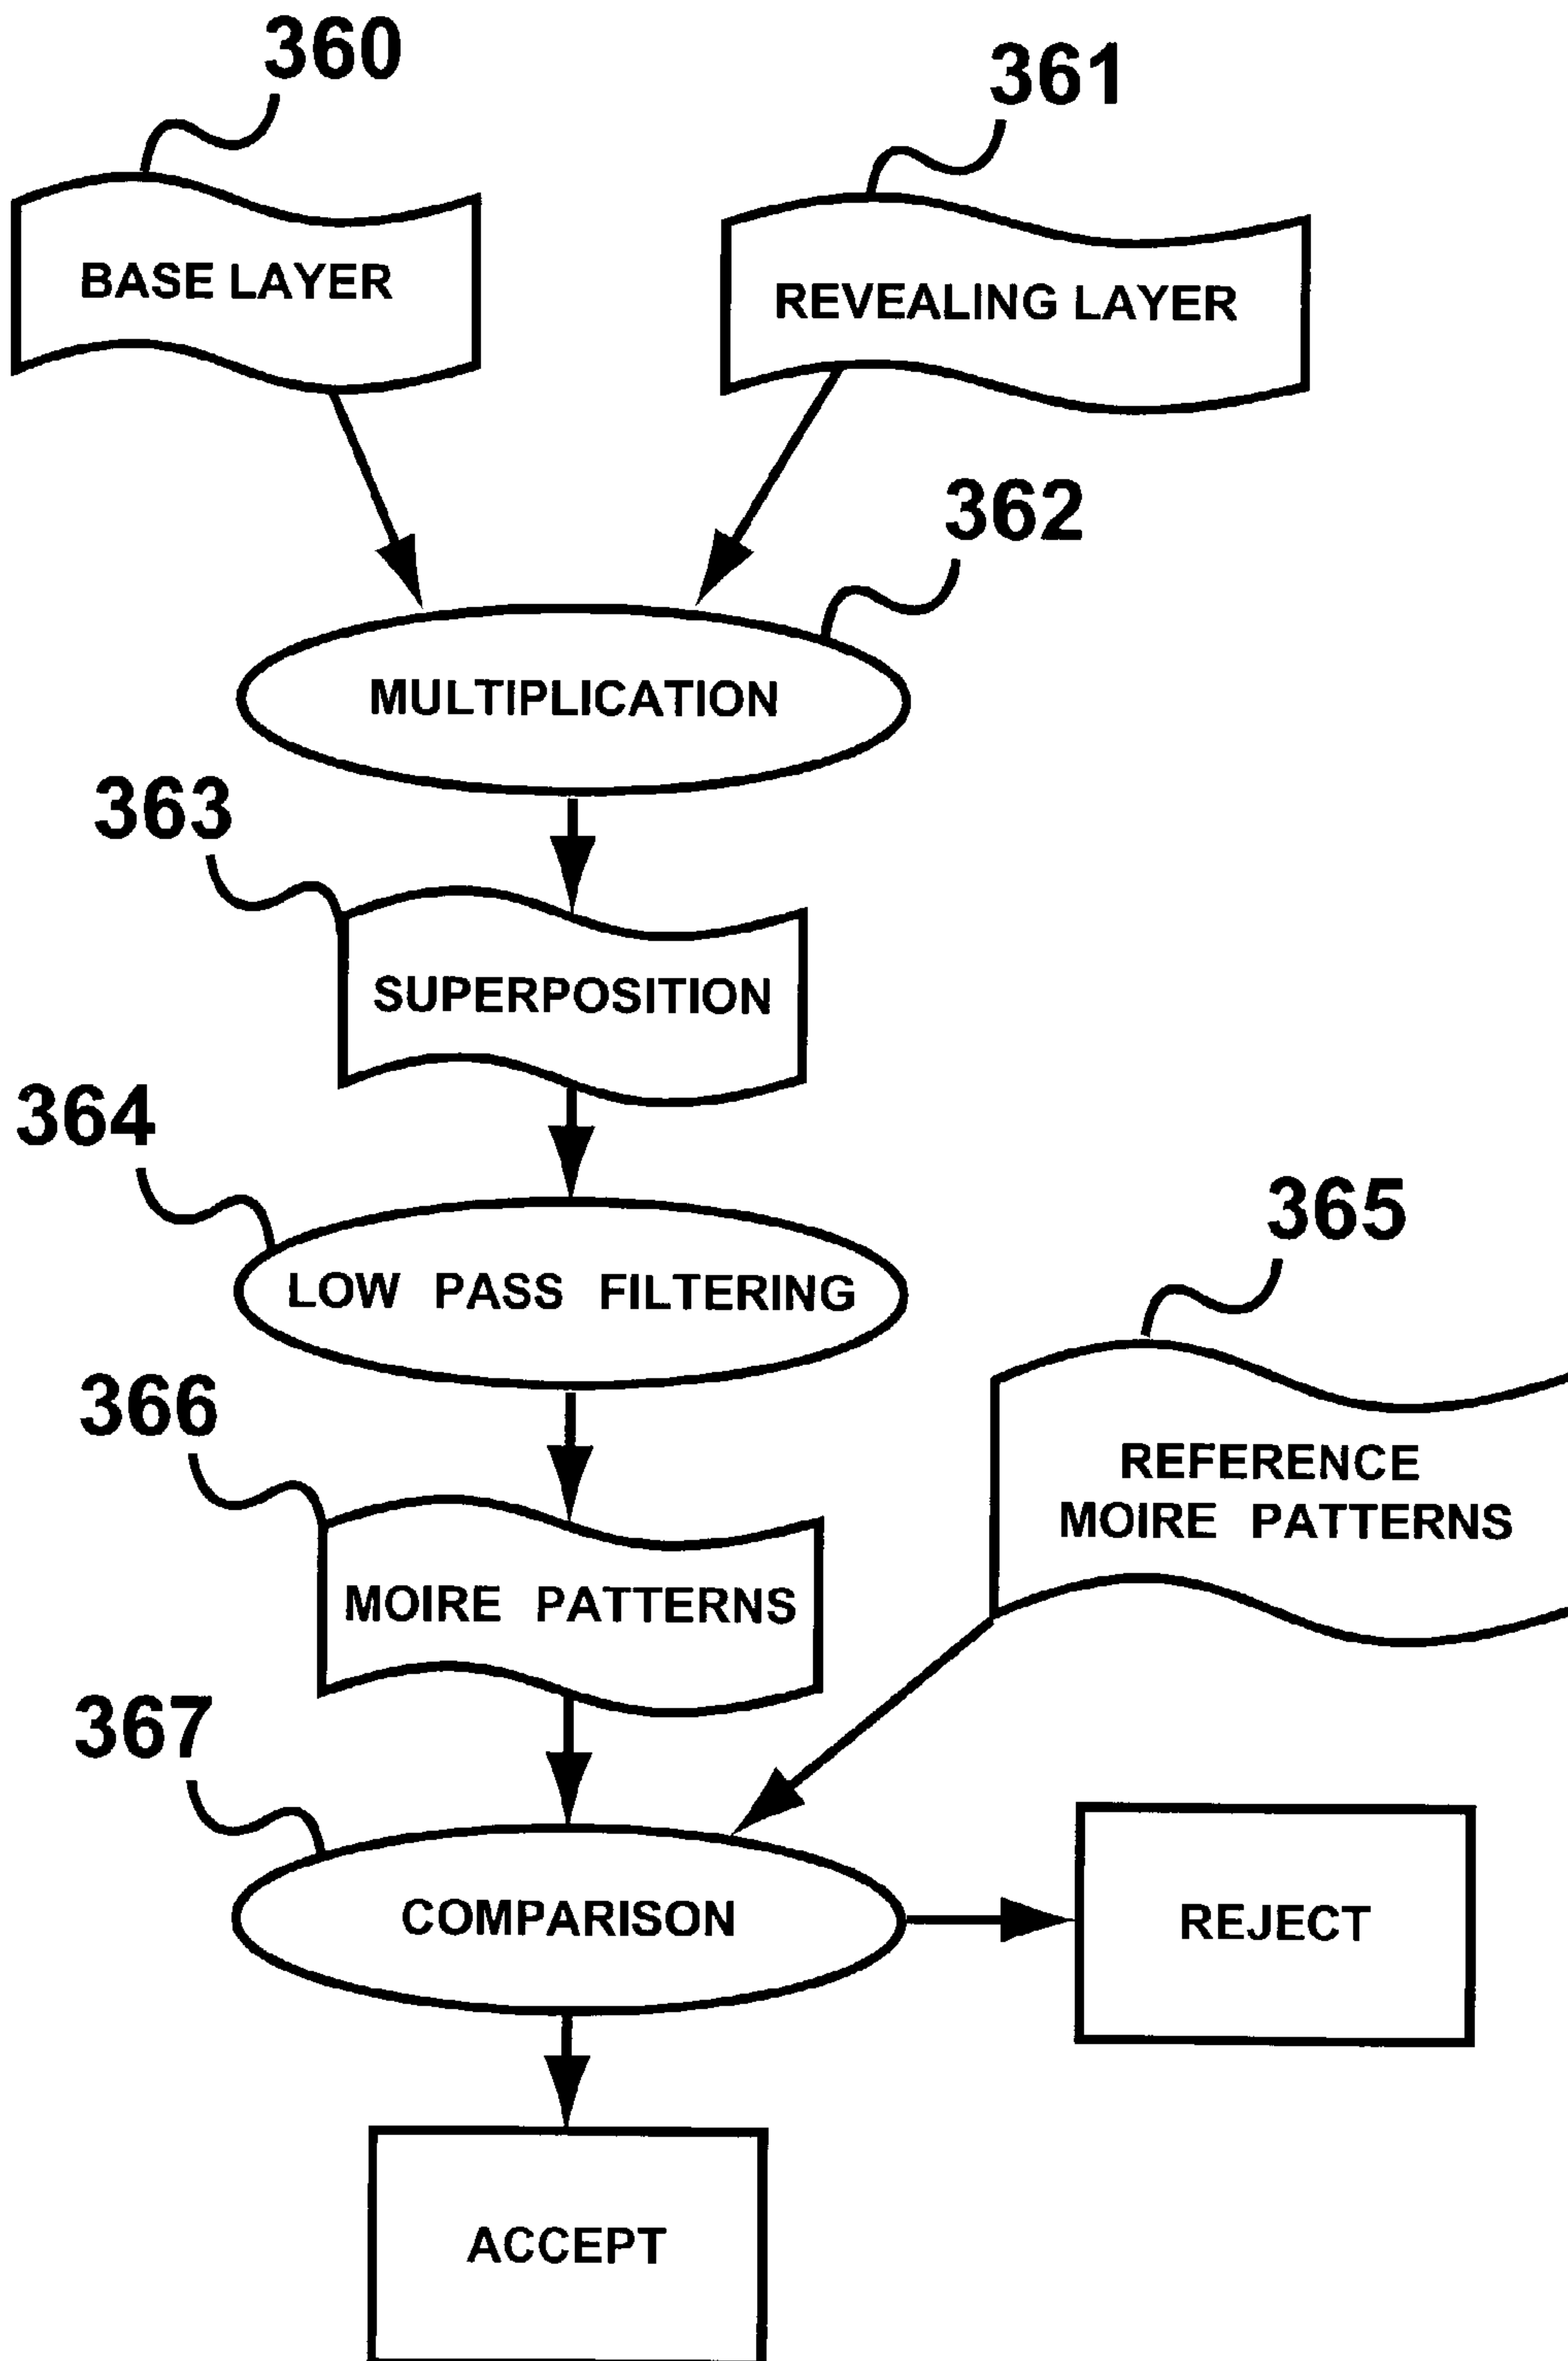 360
361
BASE LAYER
REVEALING LAYER
362
MULTIPLICATION
363
SUPERPOSITION
364
LOW PASS FILTERING
365
366
REFERENCE
MOIRE PATTERNS
MOIRE PATTERNS
367
COMPARISON
REJECT
ACCEPT